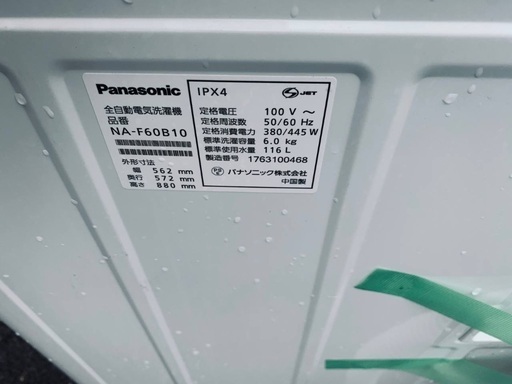 Panasonic
全自動電気洗濯機
品番
NA-F60B10
外形寸法
幅 562 mm
奥行 572 mm
高さ 880 mm
IPX4
JET
定格電圧 100 V ～
定格周波数 50/60 Hz
定格消費電力 380/445 W
標準洗濯容量 6.0 kg
標準使用水量 116 L
製造番号 1763100468
パナソニック株式会社
中国製